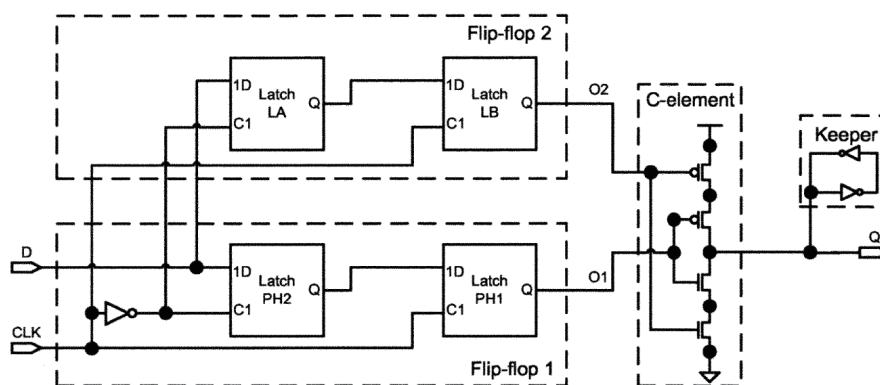 Flip-flop 2
1D
Latch
LA
Q
C1
1D
Latch
LB
Q
C1
O2
C-element
Keeper
D
1D
Latch
PH2
Q
C1
1D
Latch
PH1
Q
C1
O1
Q
CLK
Flip-flop 1